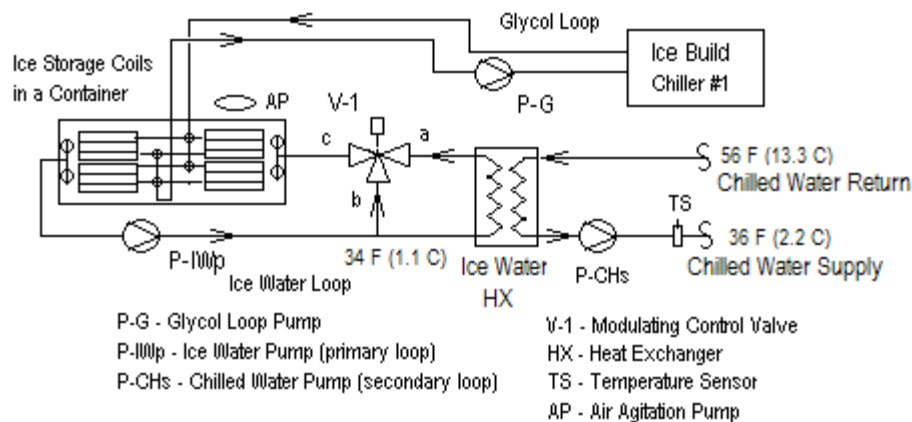 Glycol Loop
Ice Build
Chiller #1
Ice Storage Coils
in a Container
AP
V-1
P-G
c
a
b
56 F (13.3 C)
Chilled Water Return
TS
P-IWp
34 F (1.1 C)
Ice Water
HX
P-CHs
36 F (2.2 C)
Chilled Water Supply
Ice Water Loop
P-G - Glycol Loop Pump
P-IWp - Ice Water Pump (primary loop)
P-CHs - Chilled Water Pump (secondary loop)
V-1 - Modulating Control Valve
HX - Heat Exchanger
TS - Temperature Sensor
AP - Air Agitation Pump